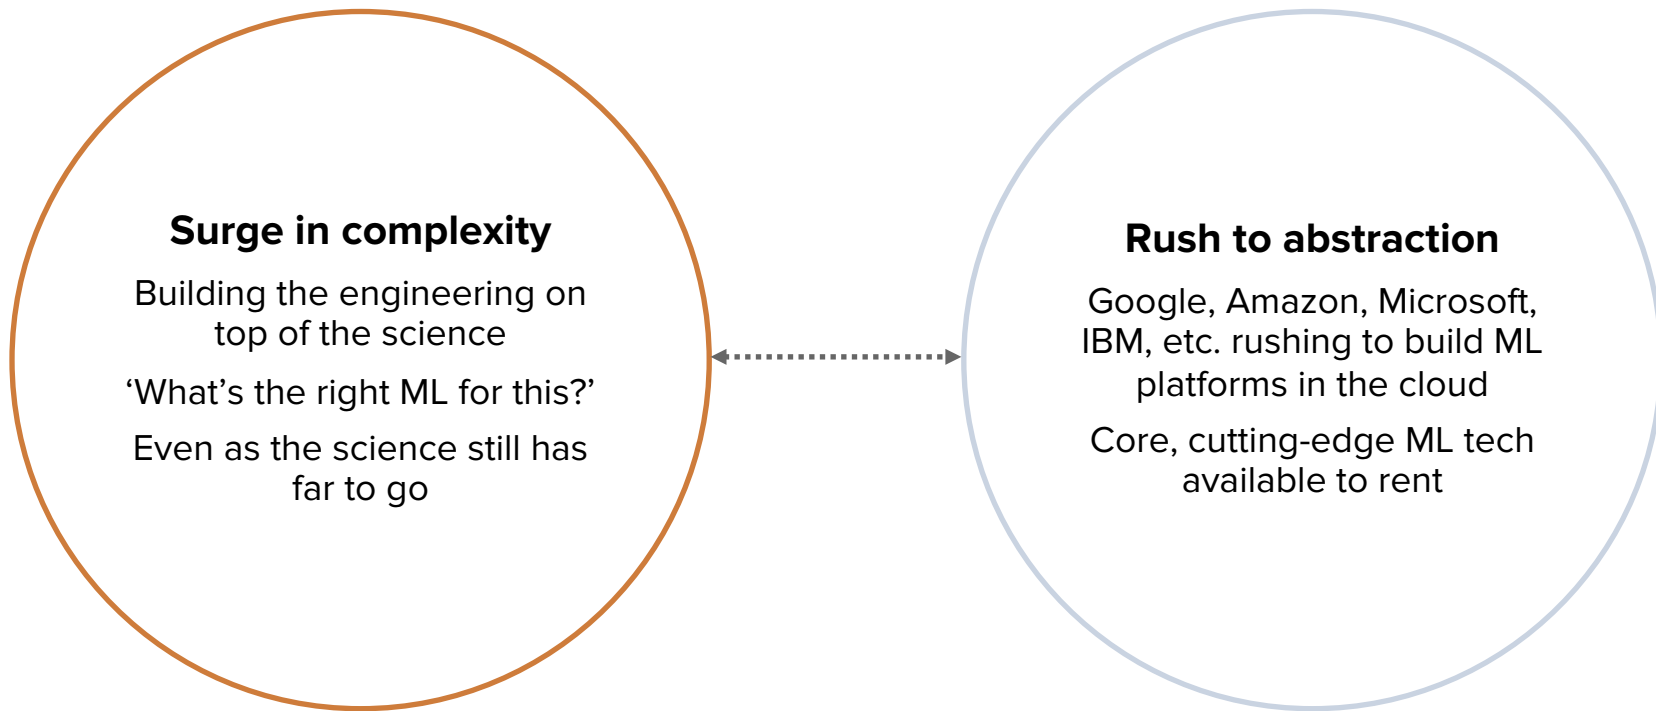 Surge in complexity
Building the engineering on
top of the science
‘What’s the right ML for this?’
Even as the science still has
far to go
Rush to abstraction
Google, Amazon, Microsoft,
IBM, etc. rushing to build ML
platforms in the cloud
Core, cutting-edge ML tech
available to rent